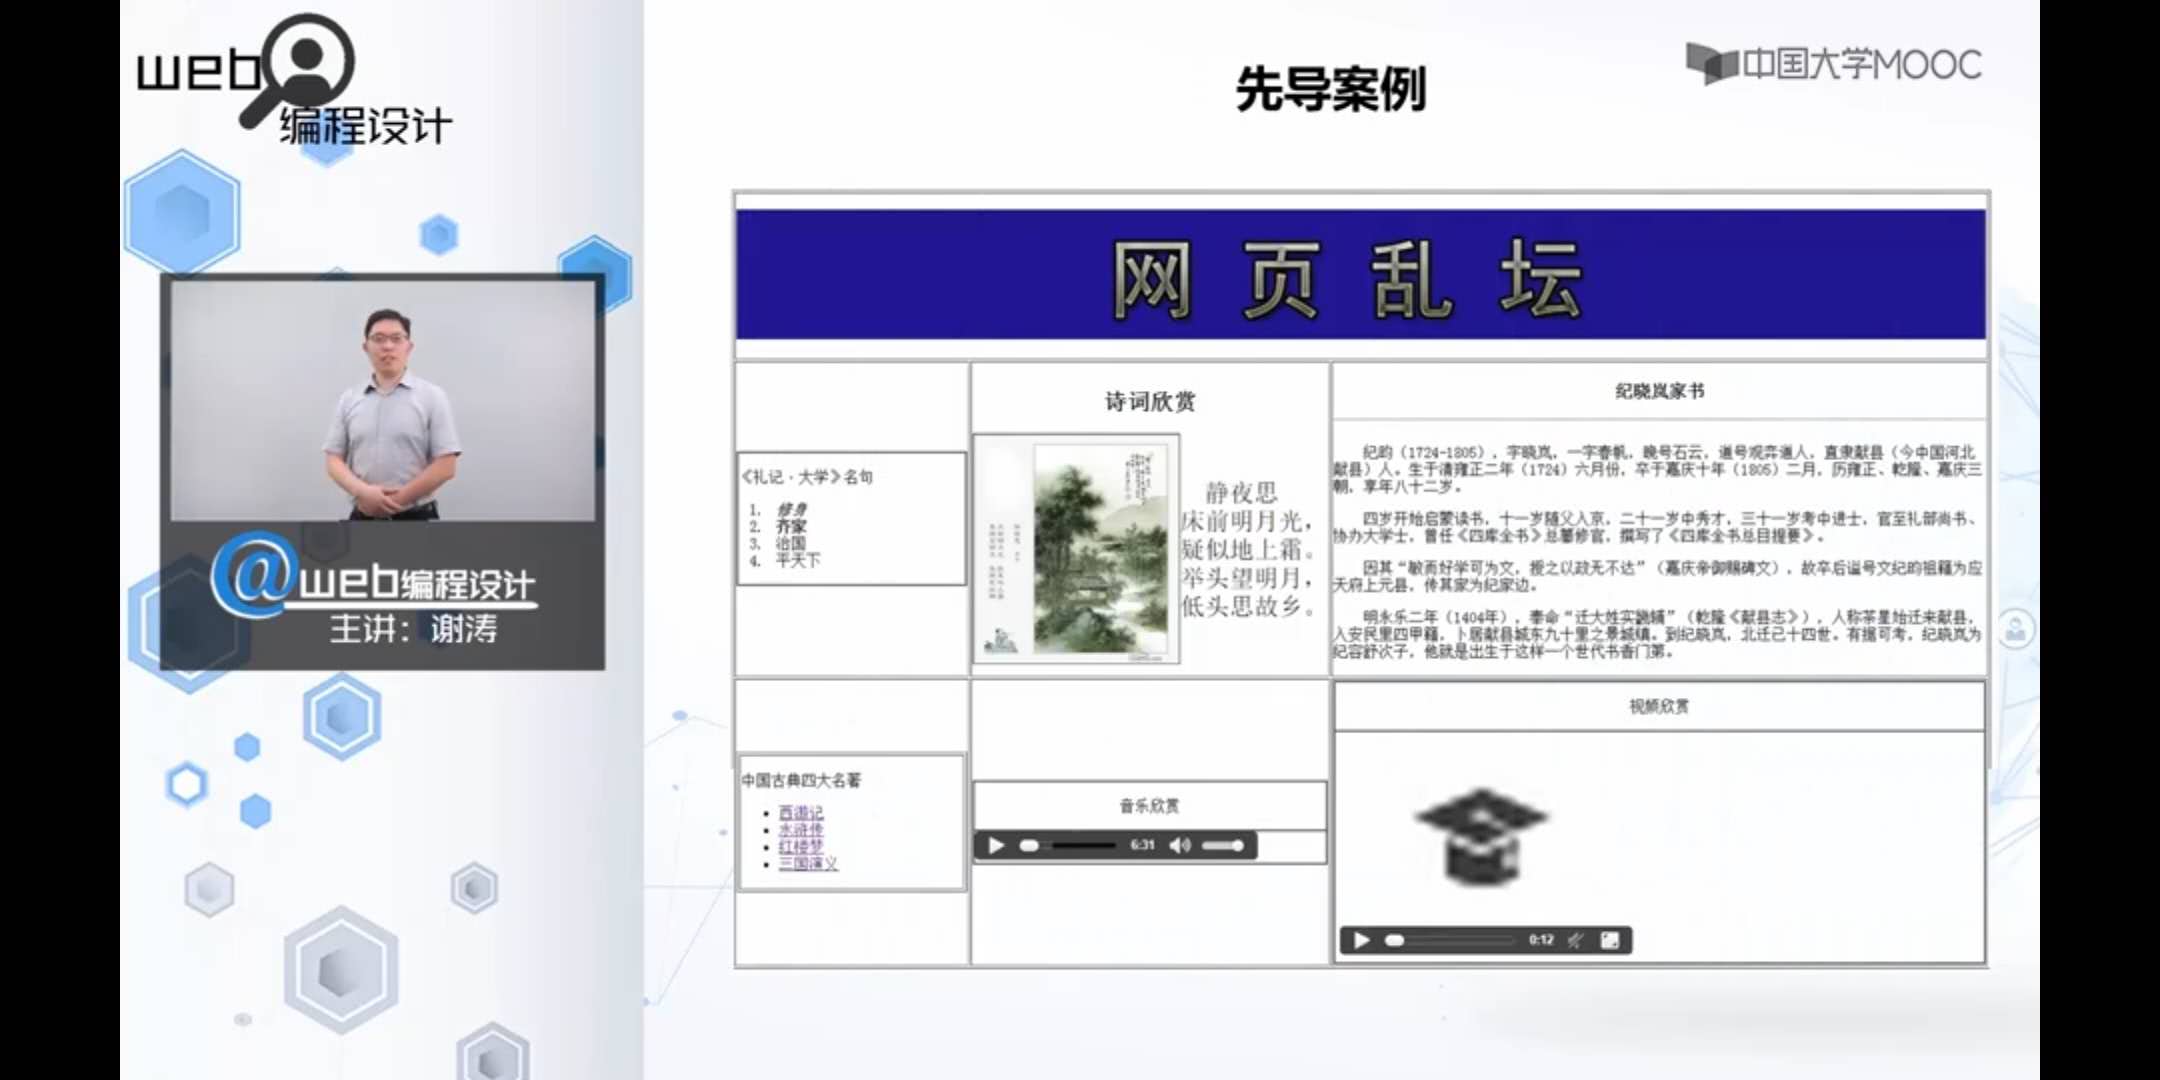 web
编程设计
先导案例
中国大学MOOC
@web编程设计
主讲：谢涛
网页乱坛
《礼记·大学》名句
1. 修身
2. 齐家
3. 治国
4. 平天下
诗词欣赏
静夜思
床前明月光，
疑似地上霜。
举头望明月，
低头思故乡。
纪晓岚家书
纪昀（1724-1805），字晓岚，一字春帆，晚号石云，道号观弈道人，直隶献县（今中国河北
献县）人。生于清雍正二年（1724）六月份，卒于嘉庆十年（1805）二月，历雍正、乾隆、嘉庆三
朝，享年八十二岁。
四岁开始启蒙读书，十一岁随父入京，二十一岁中秀才，三十一岁考中进士，官至礼部尚书、
协办大学士，曾任《四库全书》总纂修官，撰写了《四库全书总目提要》。
因其“敏而好学可为文，授之以政无不达”（嘉庆帝御赐碑文），故卒后谥号文纪昀祖籍为应
天府上元县，传其家为纪家边。
明永乐二年（1404年），奉命“迁大姓实畿辅”（乾隆《献县志》），人称茶星始迁来献县，
入安民里四甲籍，卜居献县城东九十里之景城镇。到纪晓岚，北迁已十四世。有据可考，纪晓岚为
纪容舒次子，他就是出生于这样一个世代书香门第。
中国古典四大名著
• 西游记
• 水浒传
• 红楼梦
• 三国演义
音乐欣赏
6:31
视频欣赏
0:12